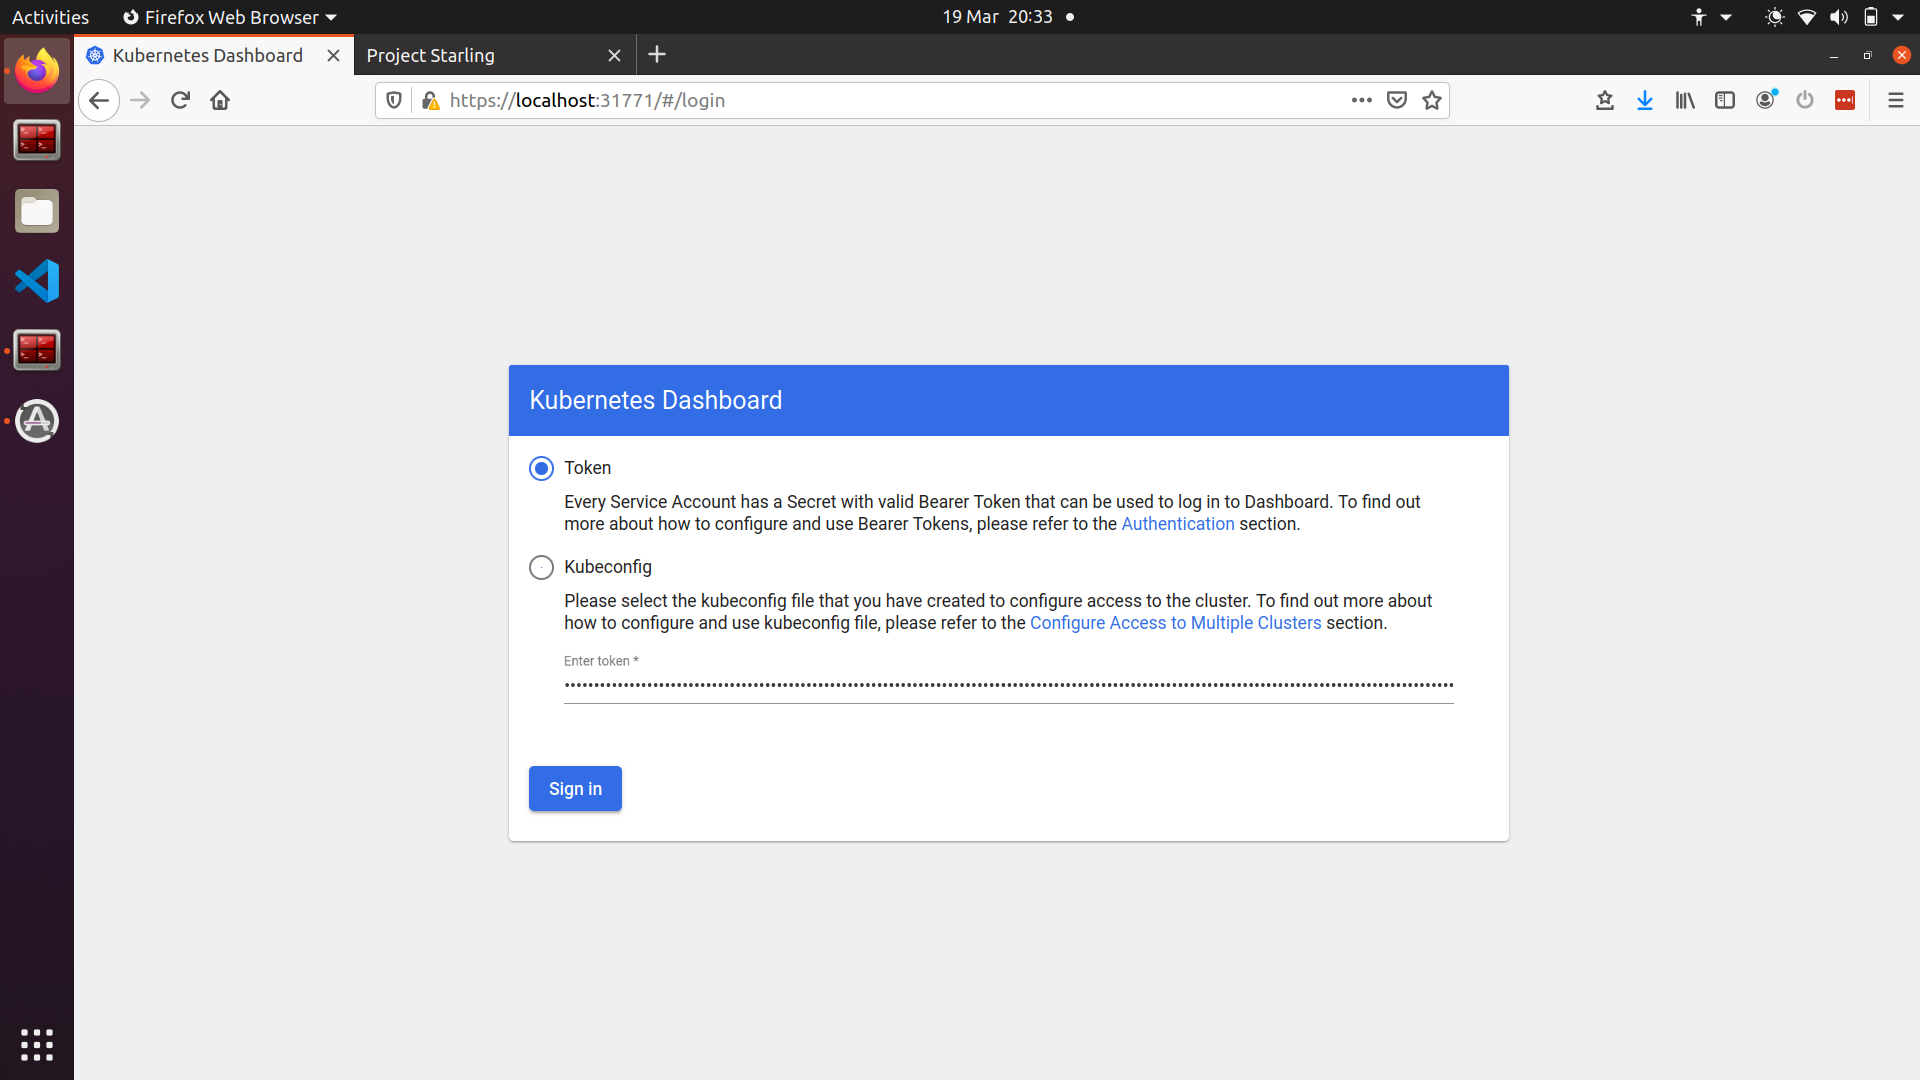 Activities
Firefox Web Browser
19 Mar 20:33
Kubernetes Dashboard
Project Starling
https://localhost:31771/#/login
Kubernetes Dashboard
Token
Every Service Account has a Secret with valid Bearer Token that can be used to log in to Dashboard. To find out
more about how to configure and use Bearer Tokens, please refer to the Authentication section.
Kubeconfig
Please select the kubeconfig file that you have created to configure access to the cluster. To find out more about
how to configure and use kubeconfig file, please refer to the Configure Access to Multiple Clusters section.
Enter token *
Sign in